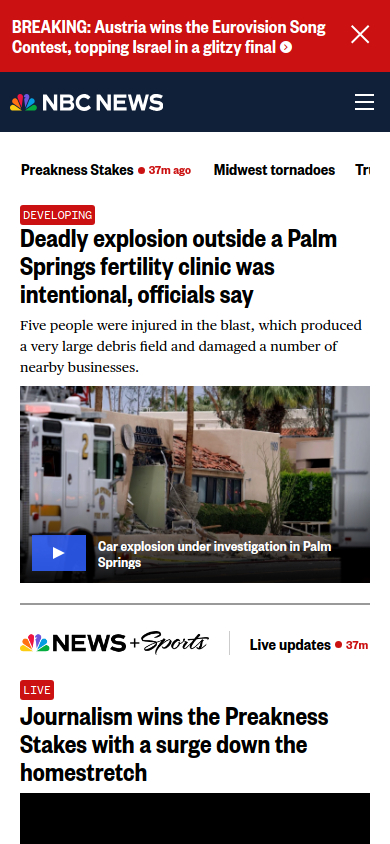 BREAKING: Austria wins the Eurovision Song
Contest, topping Israel in a glitzy final
NBC NEWS
Preakness Stakes 37m ago Midwest tornadoes Tru
DEVELOPING
Deadly explosion outside a Palm
Springs fertility clinic was
intentional, officials say
Five people were injured in the blast, which produced
a very large debris field and damaged a number of
nearby businesses.
2
Car explosion under investigation in Palm
Springs
NEWS + Sports Live updates 37m
LIVE
Journalism wins the Preakness
Stakes with a surge down the
homestretch